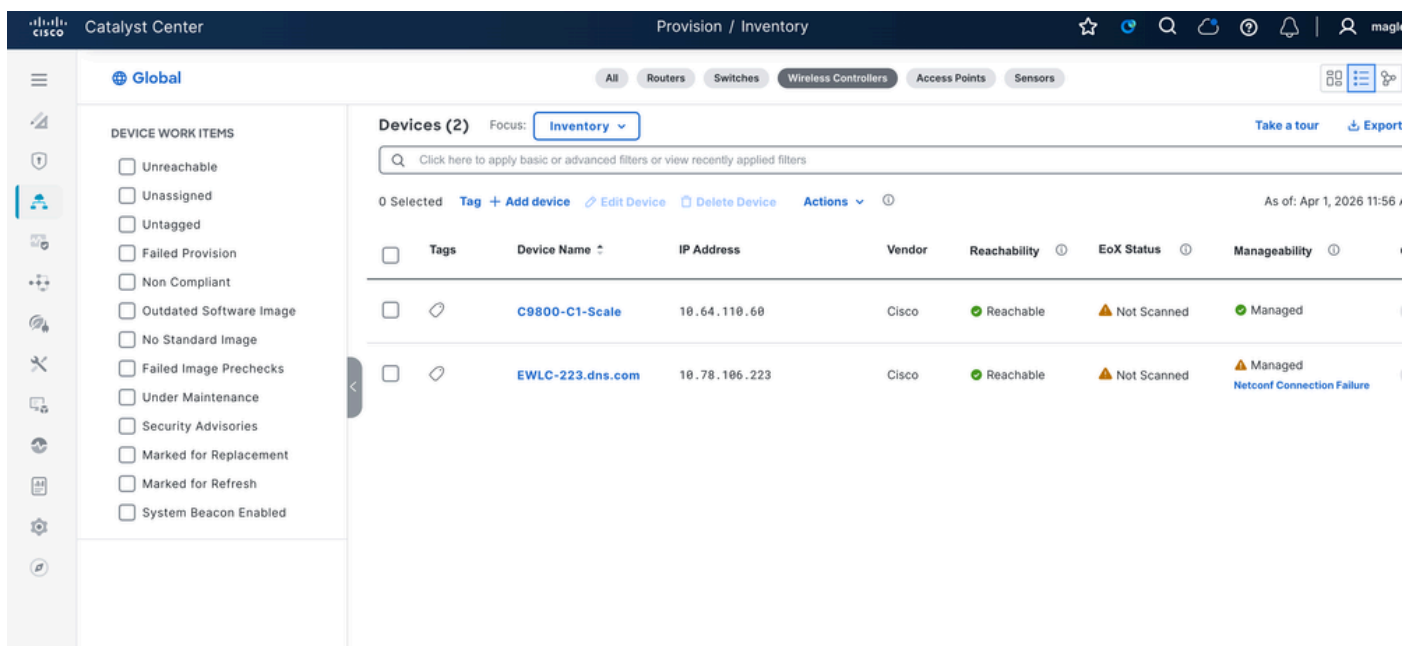 CISCO Catalyst Center Provision / Inventory magle
Global All Routers Switches Wireless Controllers Access Points Sensors
DEVICE WORK ITEMS
Unreachable
Unassigned
Untagged
Failed Provision
Non Compliant
Outdated Software Image
No Standard Image
Failed Image Prechecks
Under Maintenance
Security Advisories
Marked for Replacement
Marked for Refresh
System Beacon Enabled
Devices (2) Focus: Inventory Take a tour Export
Click here to apply basic or advanced filters or view recently applied filters
0 Selected Tag + Add device Edit Device Delete Device Actions As of: Apr 1, 2026 11:56 A
Tags Device Name IP Address Vendor Reachability EoX Status Manageability
C9800-C1-Scale 10.64.110.60 Cisco Reachable Not Scanned Managed
EWLC-223.dns.com 10.78.106.223 Cisco Reachable Not Scanned Managed
Netconf Connection Failure